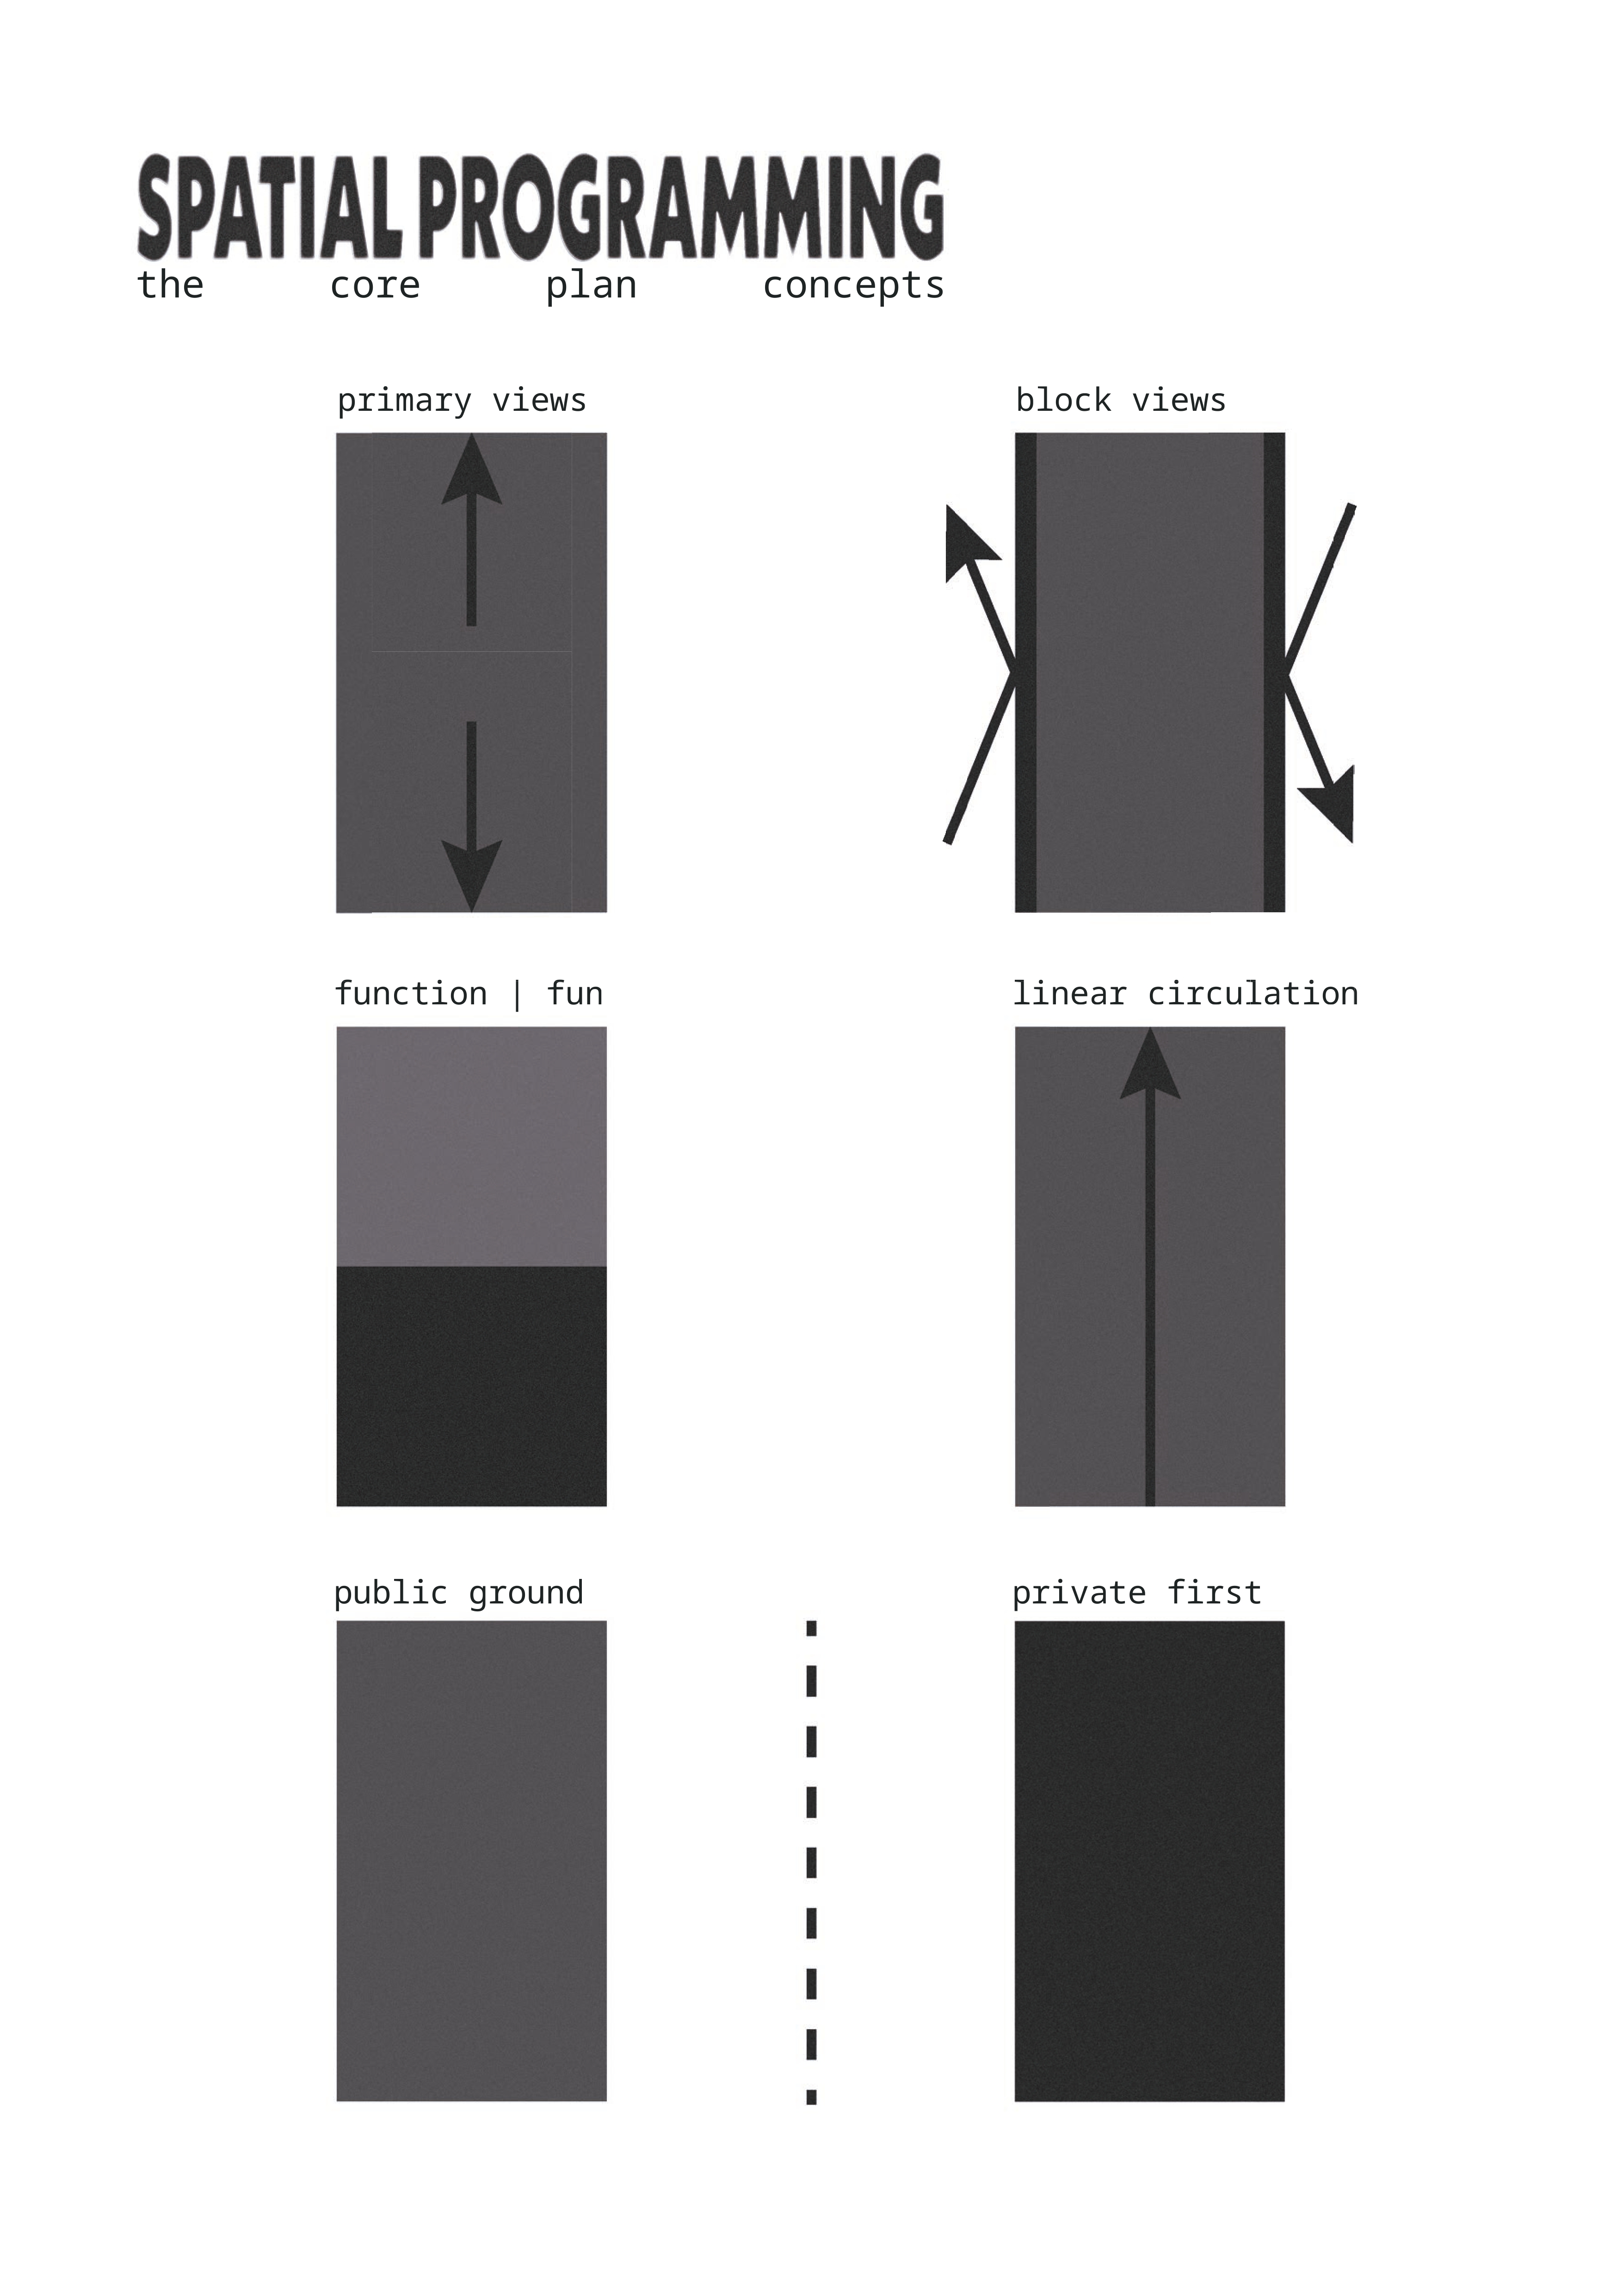 SPATIAL PROGRAMMING
the core plan concepts
primary views
block views
function | fun
linear circulation
public ground
private first